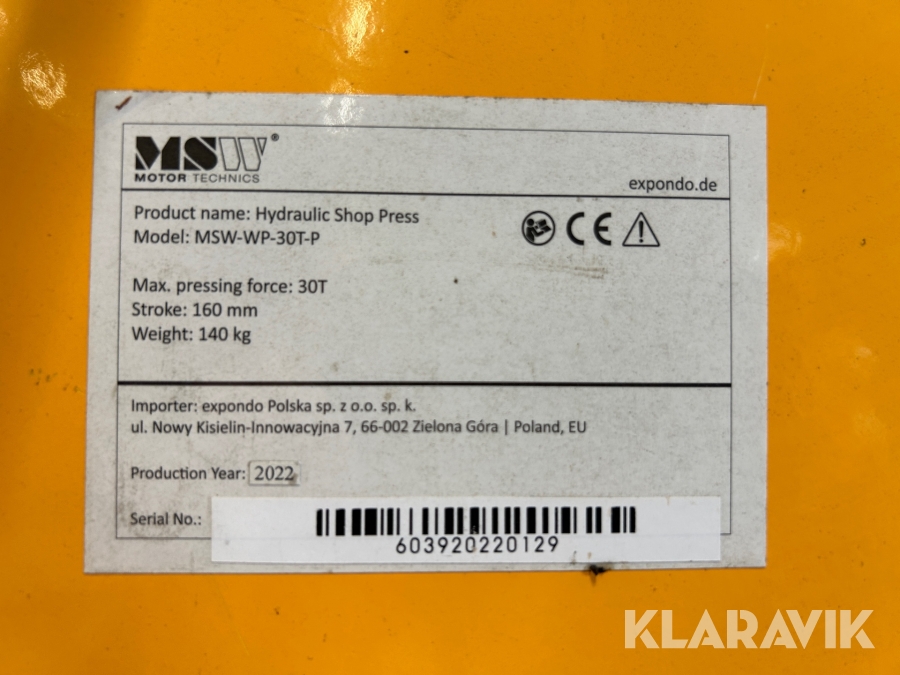 MSW®
MOTOR TECHNICS
expondo.de
Product name: Hydraulic Shop Press
Model: MSW-WP-30T-P
CE
Max. pressing force: 30T
Stroke: 160 mm
Weight: 140 kg
Importer: expondo Polska sp. z o.o. sp. k.
ul. Nowy Kisielin-Innowacyjna 7, 66-002 Zielona Góra | Poland, EU
Production Year: 2022
Serial No.:
603920220129
KLARAVIK